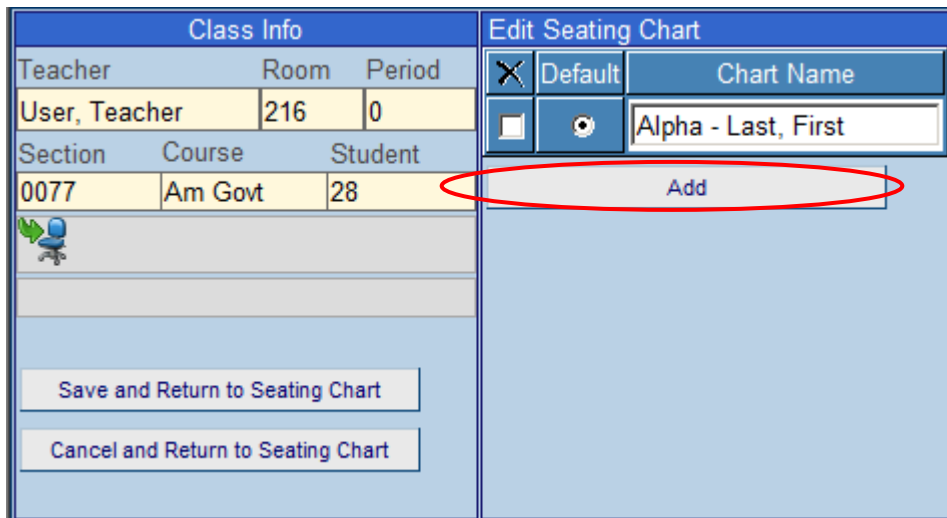 Class Info
Teacher Room Period
User, Teacher 216 0
Section Course Student
0077 Am Govt 28
Save and Return to Seating Chart
Cancel and Return to Seating Chart
Edit Seating Chart
X Default Chart Name
Alpha - Last, First
Add